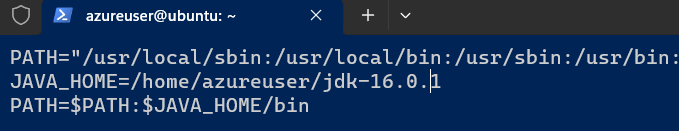 azureuser@ubuntu: ~
PATH="/usr/local/sbin:/usr/local/bin:/usr/sbin:/usr/bin:
JAVA_HOME=/home/azureuser/jdk-16.0.1
PATH=$PATH:$JAVA_HOME/bin